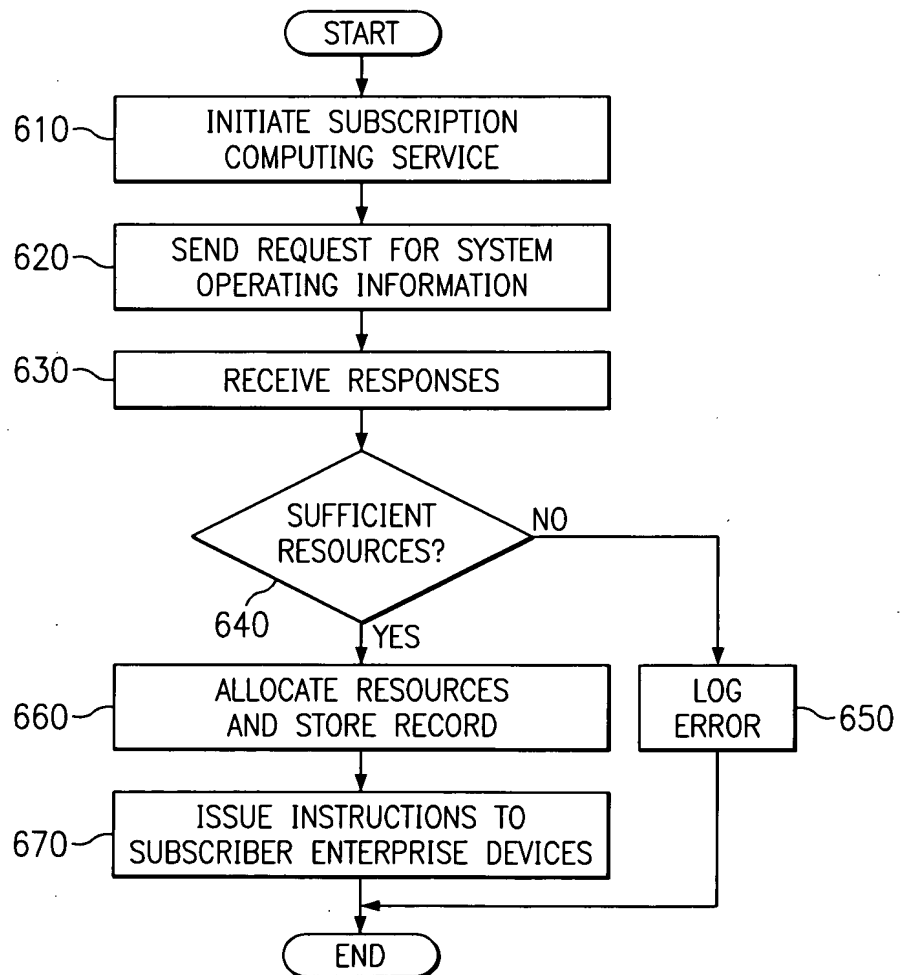 START
610
INITIATE SUBSCRIPTION
COMPUTING SERVICE
620
SEND REQUEST FOR SYSTEM
OPERATING INFORMATION
630
RECEIVE RESPONSES
SUFFICIENT
RESOURCES?
NO
640
YES
660
ALLOCATE RESOURCES
AND STORE RECORD
LOG
ERROR
650
670
ISSUE INSTRUCTIONS TO
SUBSCRIBER ENTERPRISE DEVICES
END